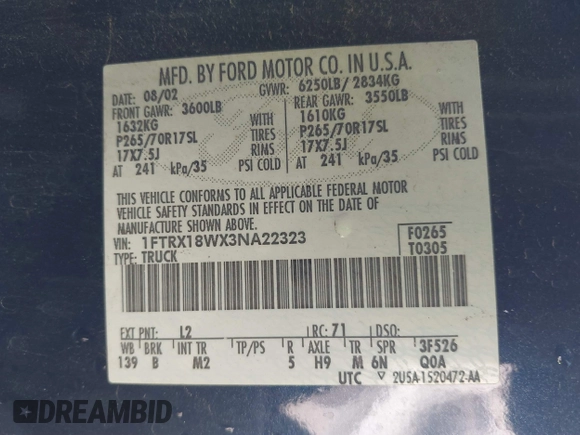 MFD. BY FORD MOTOR CO. IN U.S.A.
DATE: 08/02 GVWR: 6250LB/ 2834KG
FRONT GAWR: 3600LB REAR GAWR: 3550LB
1632KG WITH 1610KG WITH
P265/70R17SL TIRES P265/70R17SL TIRES
17X7.5J RIMS 17X7.5J RIMS
AT 241 kPa/35 PSI COLD AT 241 kPa/35 PSI COLD
THIS VEHICLE CONFORMS TO ALL APPLICABLE FEDERAL MOTOR
VEHICLE SAFETY STANDARDS IN EFFECT ON THE DATE OF
MANUFACTURE SHOWN ABOVE.
VIN: 1FTRX18WX3NA22323 F0265
TYPE: TRUCK T0305
EXT PNT: L2 RC: 71 DSO:
WB BRK INT TR TP/PS R AXLE TR SPR 3F526
139 B M2 5 H9 M 6N Q0A
UTC ▽ 2USA-1520472-AA
DREAMBID